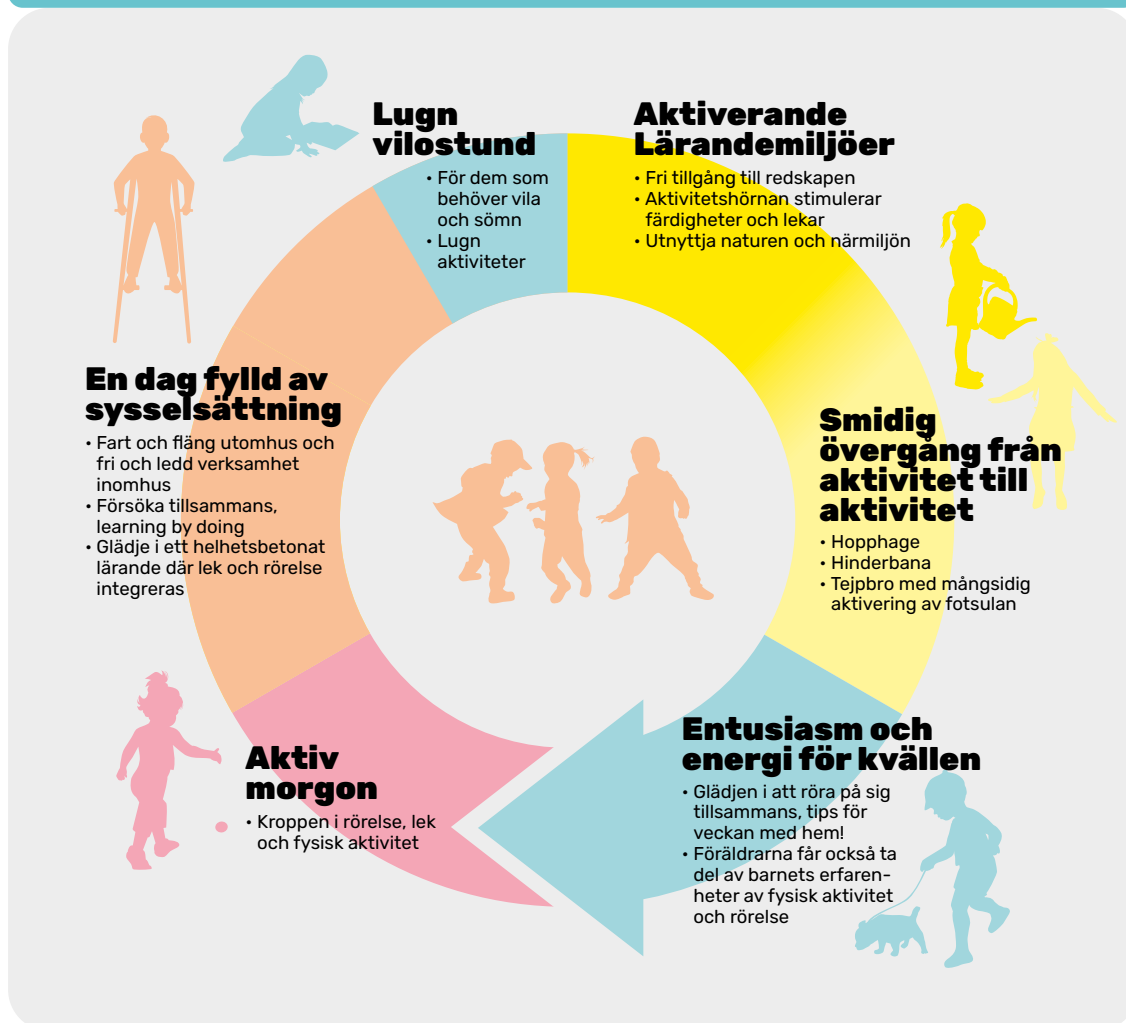 Lugn
vilostund
• För dem som
behöver vila
och sömn
• Lugn
aktiviteter
Aktiverande
Lärandemiljöer
• Fri tillgång till redskapen
• Aktivitetshörnan stimulerar
färdigheter och lekar
• Utnyttja naturen och närmiljön
Smidig
övergång från
aktivitet till
aktivitet
• Hopphage
• Hinderbana
• Tejpbro med mångsidig
aktivering av fotsulan
Entusiasm och
energi för kvällen
• Glädjen i att röra på sig
tillsammans, tips för
veckan med hem!
• Föräldrarna får också ta
del av barnets erfaren-
heter av fysisk aktivitet
och rörelse
Aktiv
morgon
• Kroppen i rörelse, lek
och fysisk aktivitet
En dag fylld av
sysselsättning
• Fart och fläng utomhus och
fri och ledd verksamhet
inomhus
• Försöka tillsammans,
learning by doing
• Glädje i ett helhetsbetonat
lärande där lek och rörelse
integreras